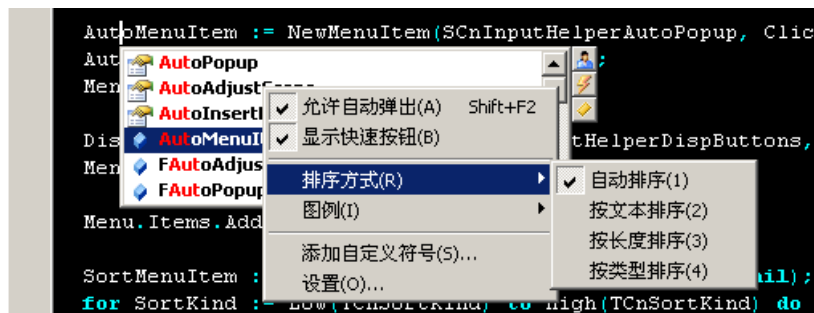 AutoMenuItem := NewMenuItem(SCnInputHelperAutoPopup, Clic
Aut
AutoPopup
;
Men
AutoAdjust
AutoInsert
允许自动弹出(A) Shift+F2
Dis
AutoMenuI
显示快速按钮(B)
tHelperDispButtons,
Men
FAutoAdjus
FAutoPopup
排序方式(R)
自动排序(1)
图例(I)
按文本排序(2)
Menu.Items.Add
按长度排序(3)
添加自定义符号(S)...
按类型排序(4)
SortMenuItem :
设置(O)...
il);
for SortKind := Low(TCnSortKind) to High(TCnSortKind) do